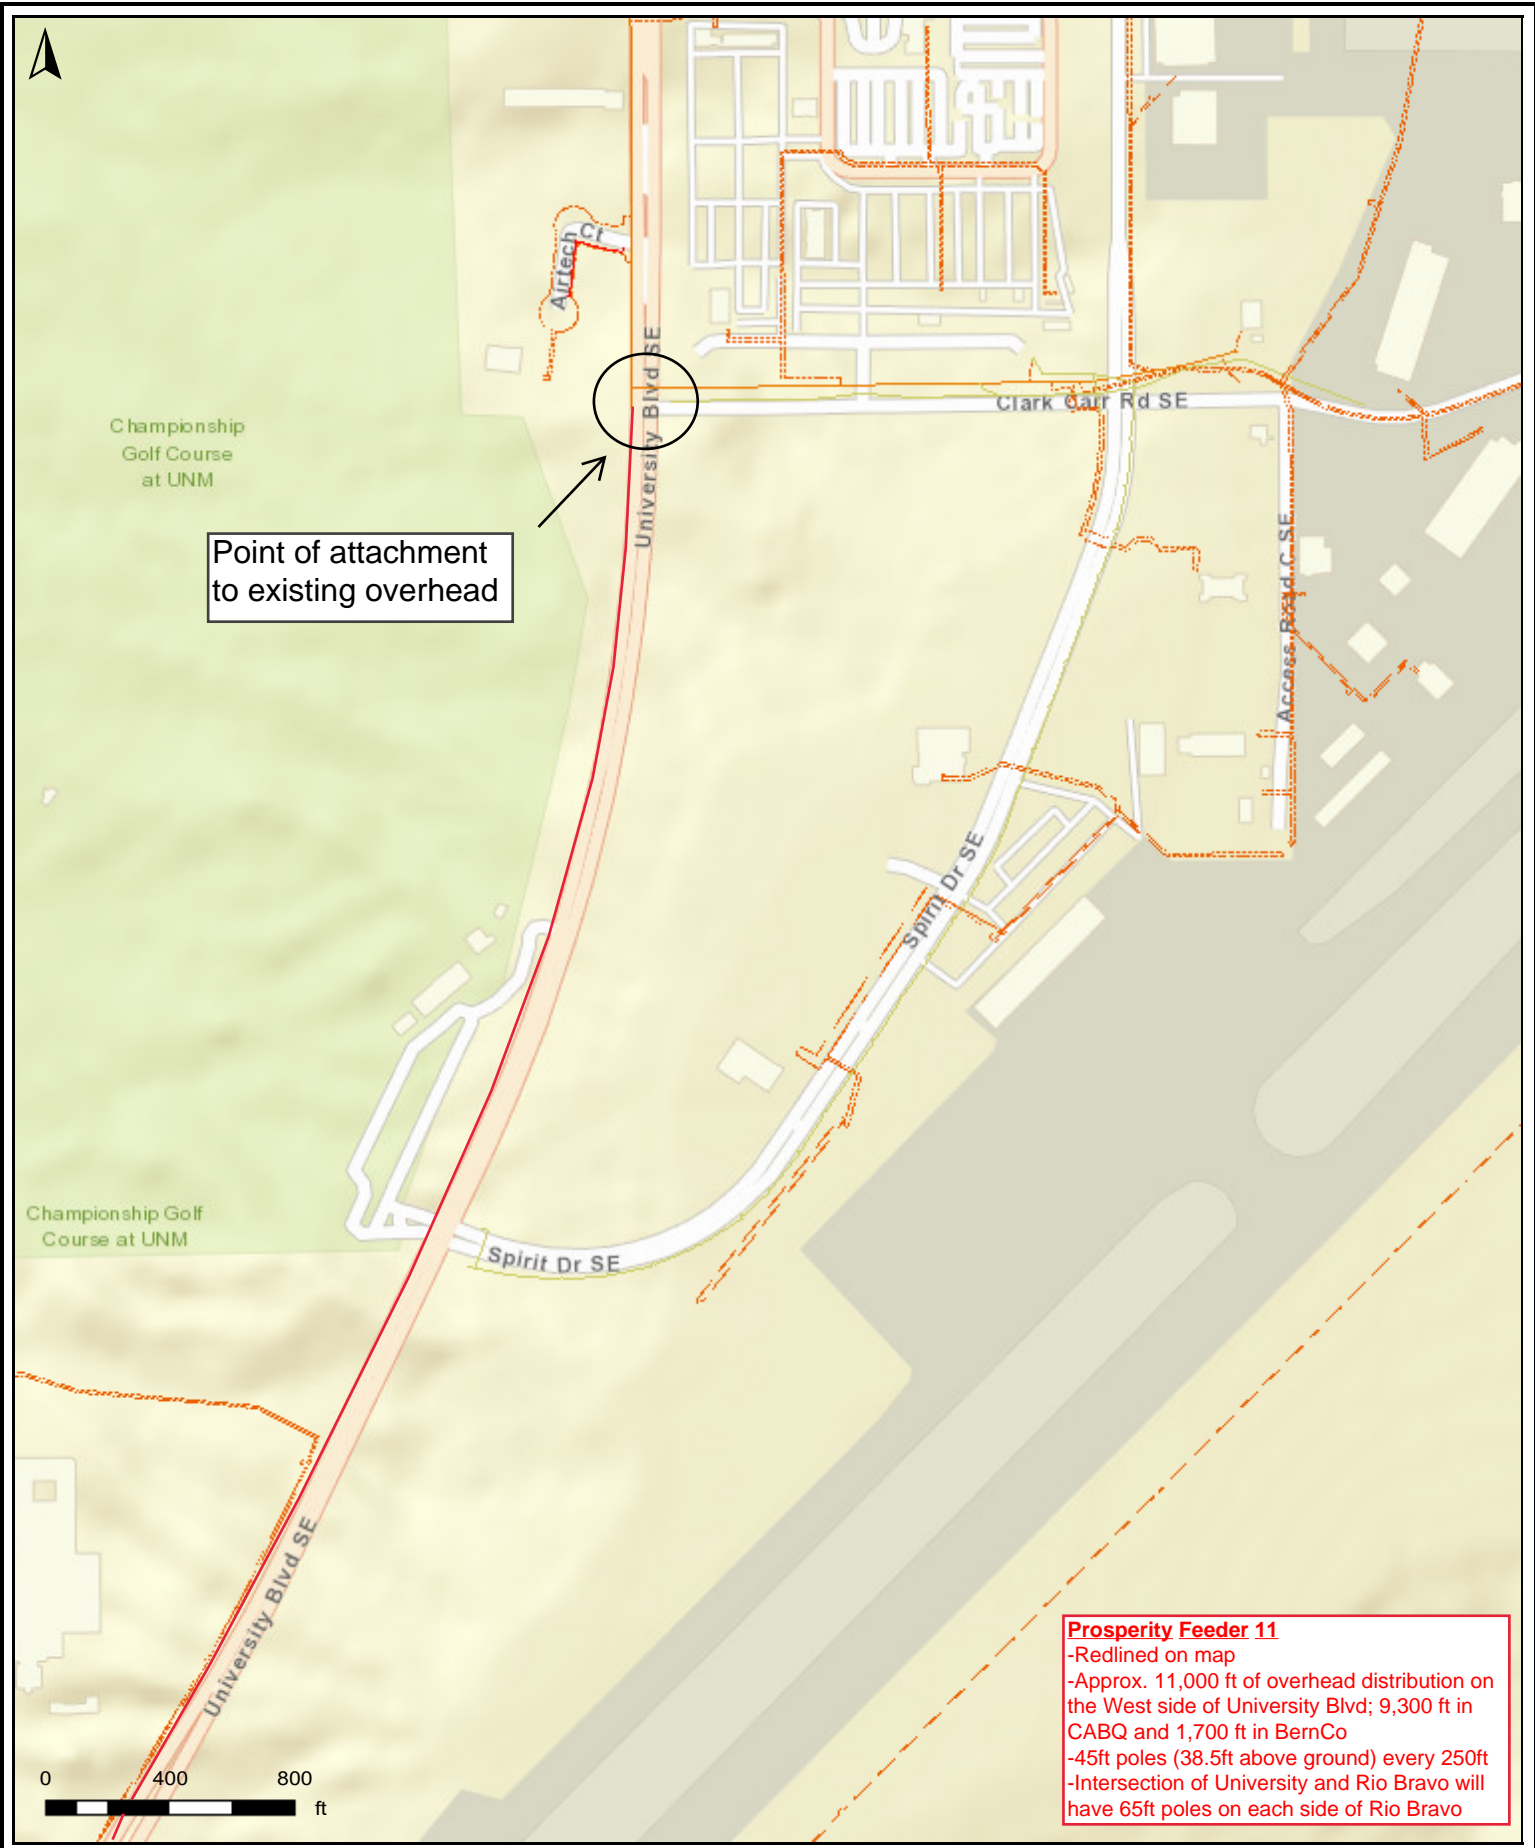 Airtech Ct
University Blvd SE
Clark Carr Rd SE
Championship
Golf Course
at UNM
Point of attachment
to existing overhead
Access Road C SE
Spirit Dr SE
Championship Golf
Course at UNM
Spirit Dr SE
University Blvd SE
0 400 800
ft
Prosperity Feeder 11
-Redlined on map
-Approx. 11,000 ft of overhead distribution on
the West side of University Blvd; 9,300 ft in
CABQ and 1,700 ft in BernCo
-45ft poles (38.5ft above ground) every 250ft
-Intersection of University and Rio Bravo will
have 65ft poles on each side of Rio Bravo